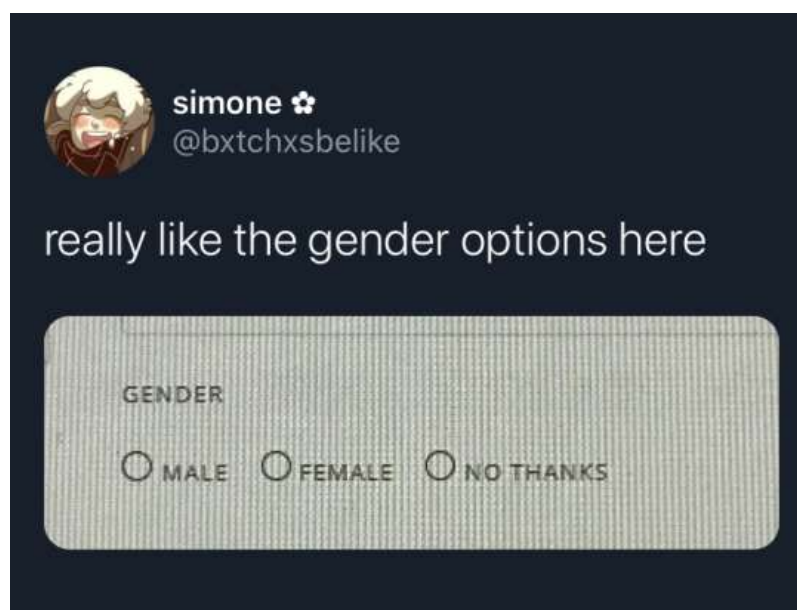 simone ✿
@bxtchxsbelike
really like the gender options here
GENDER
MALE FEMALE NO THANKS